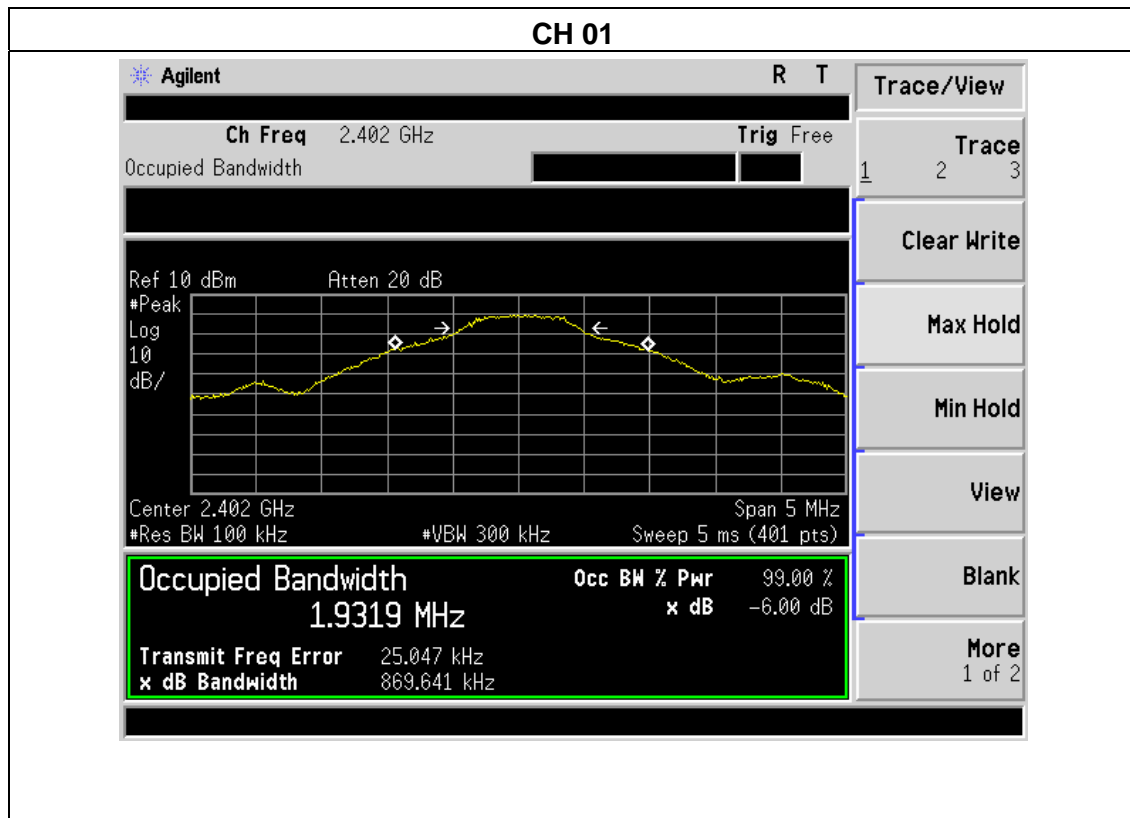 CH 01
Agilent R T
Ch Freq 2.402 GHz Trig Free
Occupied Bandwidth
Ref 10 dBm Atten 20 dB
#Peak
Log
10
dB/
Center 2.402 GHz Span 5 MHz
#Res BW 100 kHz #VBW 300 kHz Sweep 5 ms (401 pts)
Occupied Bandwidth Occ BW % Pwr 99.00 %
1.9319 MHz x dB -6.00 dB
Transmit Freq Error 25.047 kHz
x dB Bandwidth 869.641 kHz
Trace/View
Trace
1 2 3
Clear Write
Max Hold
Min Hold
View
Blank
More
1 of 2